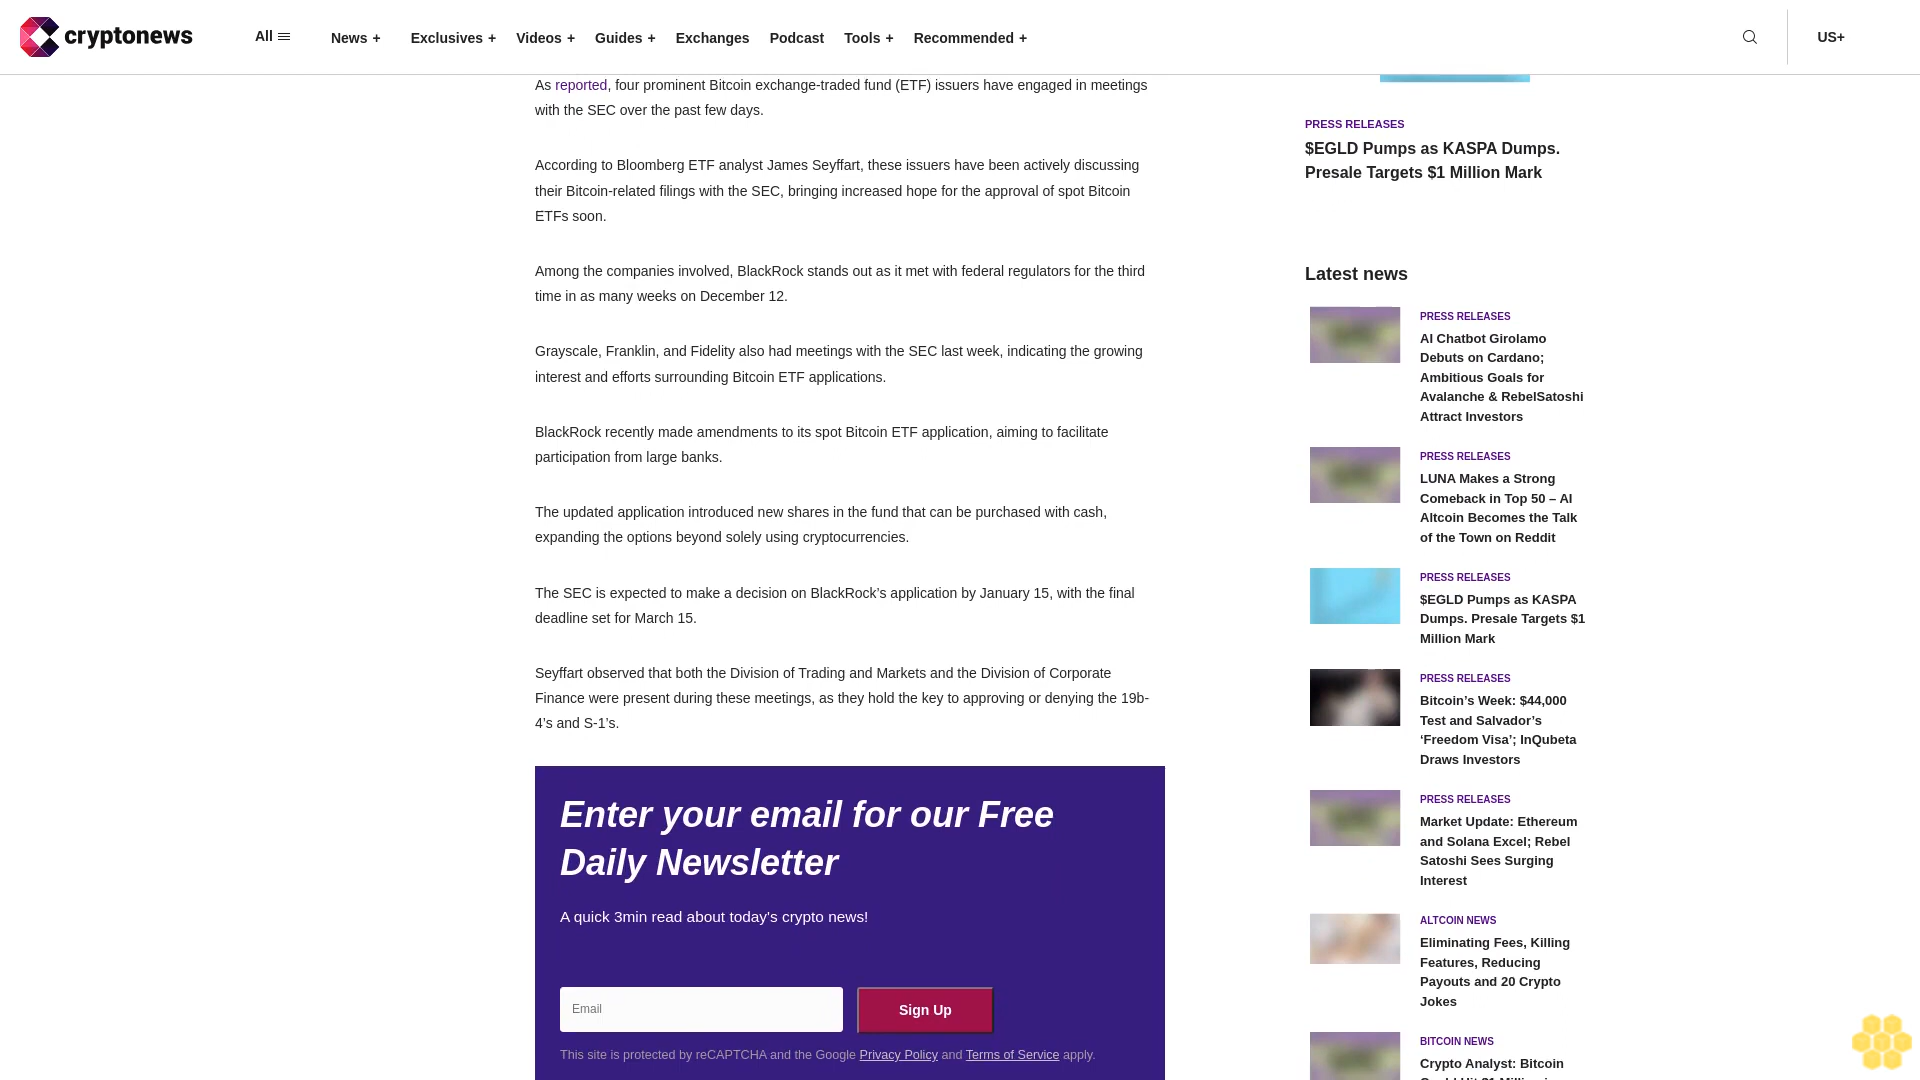 cryptonews
All
News +
Exclusives +
Videos +
Guides +
Exchanges
Podcast
Tools +
Recommended +
US+
As reported, four prominent Bitcoin exchange-traded fund (ETF) issuers have engaged in meetings
with the SEC over the past few days.
According to Bloomberg ETF analyst James Seyffart, these issuers have been actively discussing
their Bitcoin-related filings with the SEC, bringing increased hope for the approval of spot Bitcoin
ETFs soon.
Among the companies involved, BlackRock stands out as it met with federal regulators for the third
time in as many weeks on December 12.
Grayscale, Franklin, and Fidelity also had meetings with the SEC last week, indicating the growing
interest and efforts surrounding Bitcoin ETF applications.
BlackRock recently made amendments to its spot Bitcoin ETF application, aiming to facilitate
participation from large banks.
The updated application introduced new shares in the fund that can be purchased with cash,
expanding the options beyond solely using cryptocurrencies.
The SEC is expected to make a decision on BlackRock’s application by January 15, with the final
deadline set for March 15.
Seyffart observed that both the Division of Trading and Markets and the Division of Corporate
Finance were present during these meetings, as they hold the key to approving or denying the 19b-
4’s and S-1’s.
Enter your email for our Free
Daily Newsletter
A quick 3min read about today's crypto news!
Email
Sign Up
This site is protected by reCAPTCHA and the Google Privacy Policy and Terms of Service apply.
PRESS RELEASES
$EGLD Pumps as KASPA Dumps.
Presale Targets $1 Million Mark
Latest news
PRESS RELEASES
AI Chatbot Girolamo
Debuts on Cardano;
Ambitious Goals for
Avalanche & RebelSatoshi
Attract Investors
PRESS RELEASES
LUNA Makes a Strong
Comeback in Top 50 – AI
Altcoin Becomes the Talk
of the Town on Reddit
PRESS RELEASES
$EGLD Pumps as KASPA
Dumps. Presale Targets $1
Million Mark
PRESS RELEASES
Bitcoin’s Week: $44,000
Test and Salvador’s
‘Freedom Visa’; InQubeta
Draws Investors
PRESS RELEASES
Market Update: Ethereum
and Solana Excel; Rebel
Satoshi Sees Surging
Interest
ALTCOIN NEWS
Eliminating Fees, Killing
Features, Reducing
Payouts and 20 Crypto
Jokes
BITCOIN NEWS
Crypto Analyst: Bitcoin